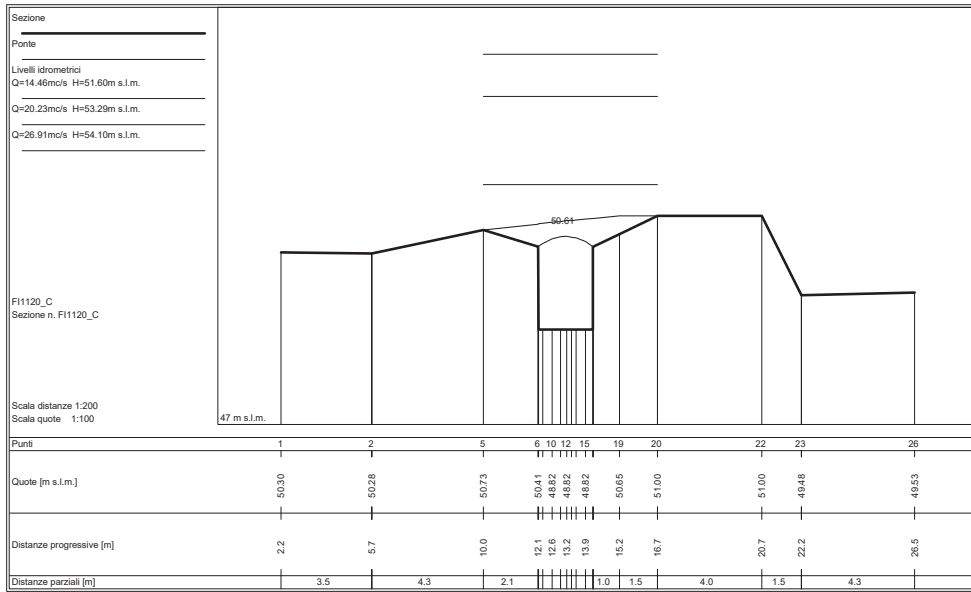 Sezione
Ponte
Livelli idrometrici
Q=14.46mc/s H=51.60m s.l.m.
Q=20.23mc/s H=53.29m s.l.m.
Q=26.91mc/s H=54.10m s.l.m.
50.61
FI1120_C
Sezione n. FI1120_C
Scala distanze 1:200
Scala quote 1:100
47 m s.l.m.
Punti 1 2 5 6 10 12 15 19 20 22 23 26
Quote [m s.l.m.] 50.30 50.28 50.73 50.41 48.82 48.82 48.82 50.65 51.00 51.00 49.48 49.53
Distanze progressive [m] 2.2 5.7 10.0 12.1 12.6 13.2 13.9 15.2 16.7 20.7 22.2 26.5
Distanze parziali [m] 3.5 4.3 2.1 1.0 1.5 4.0 1.5 4.3